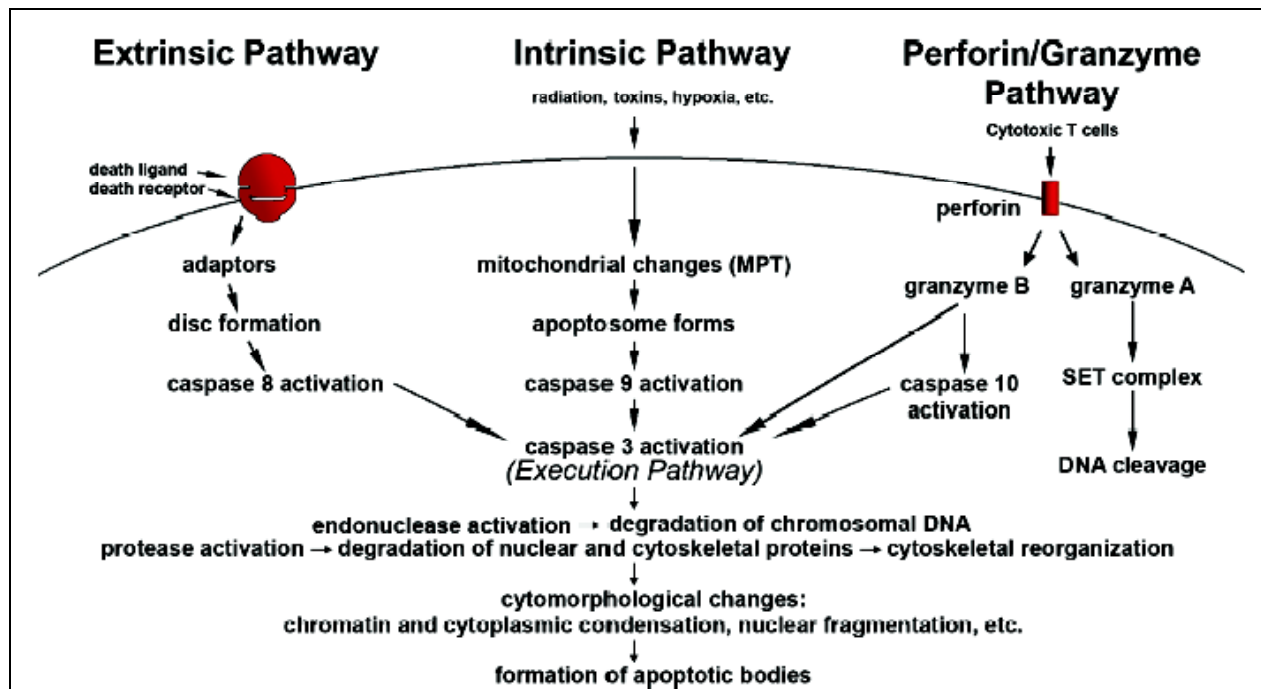 Extrinsic Pathway
Intrinsic Pathway
Perforin/Granzyme
Pathway
radiation, toxins, hypoxia, etc.
Cytotoxic T cells
death ligand
death receptor
perforin
adaptors
mitochondrial changes (MPT)
granzyme B
granzyme A
disc formation
apoptosome forms
caspase 8 activation
caspase 9 activation
caspase 10
activation
SET complex
caspase 3 activation
(Execution Pathway)
DNA cleavage
endonuclease activation → degradation of chromosomal DNA
protease activation → degradation of nuclear and cytoskeletal proteins → cytoskeletal reorganization
cytomorphological changes:
chromatin and cytoplasmic condensation, nuclear fragmentation, etc.
formation of apoptotic bodies